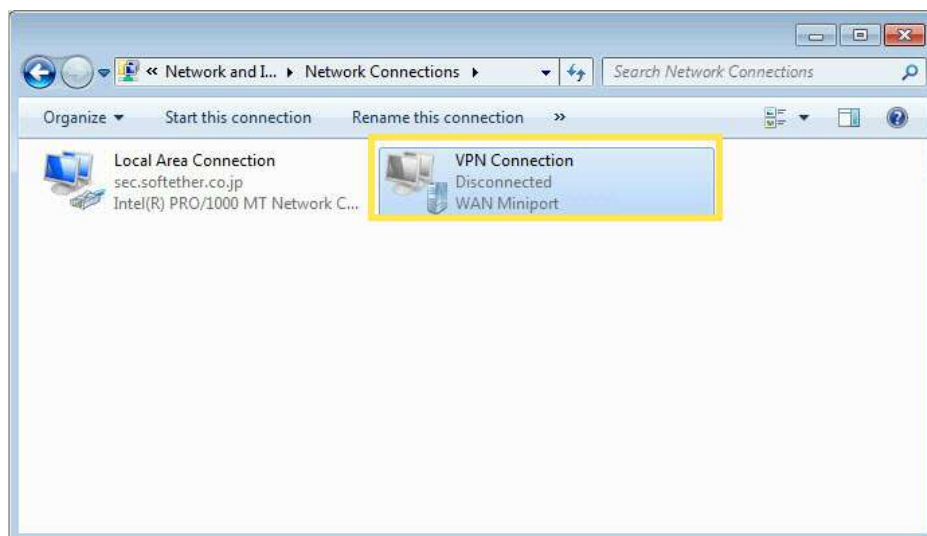 « Network and I... ▸ Network Connections ▸
Search Network Connections
Organize ▾ Start this connection Rename this connection »
Local Area Connection
sec.softether.co.jp
Intel(R) PRO/1000 MT Network C...
VPN Connection
Disconnected
WAN Miniport